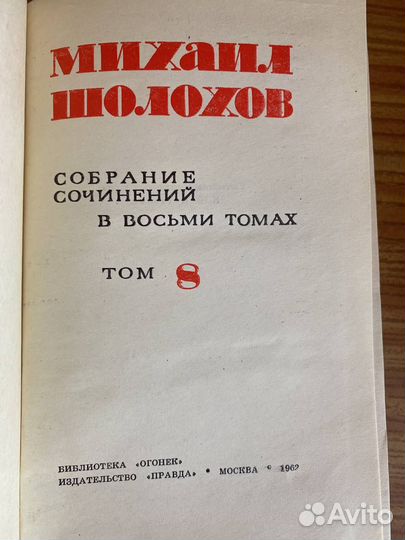 МИХАИЛ
ШОЛОХОВ
СОБРАНИЕ
СОЧИНЕНИЙ
В ВОСЬМИ ТОМАХ
ТОМ 8
БИБЛИОТЕКА «ОГОНЕК»
ИЗДАТЕЛЬСТВО «ПРАВДА» • МОСКВА • 1962
Avito